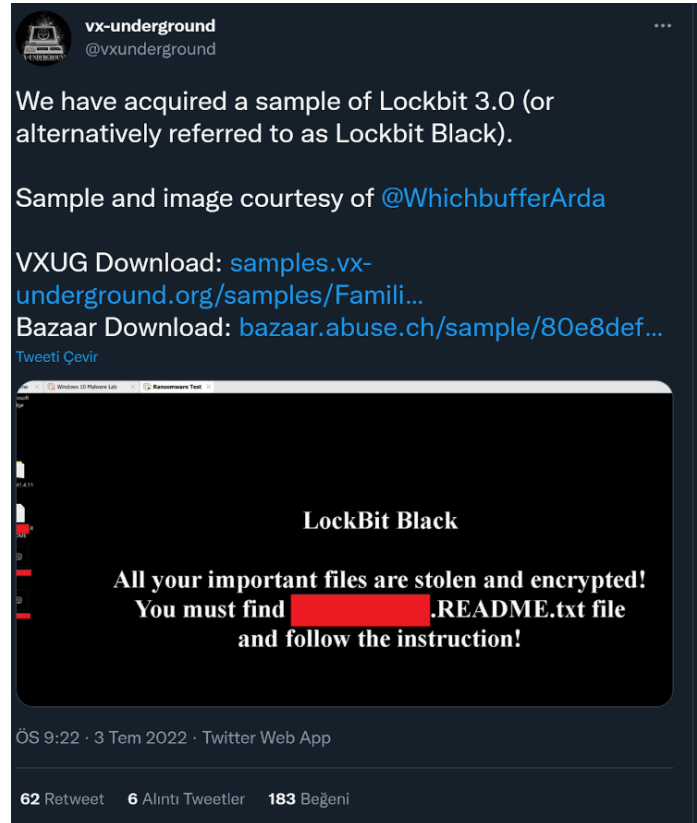 vx-underground
@vxunderground
We have acquired a sample of Lockbit 3.0 (or
alternatively referred to as Lockbit Black).
Sample and image courtesy of @WhichbufferArda
VXUG Download: samples.vx-
underground.org/samples/Famili...
Bazaar Download: bazaar.abuse.ch/sample/80e8def...
Tweeti Çevir
Windows 10 Malware Lab
Ransomware Test
LockBit Black
All your important files are stolen and encrypted!
You must find .README.txt file
and follow the instruction!
ÖS 9:22 · 3 Tem 2022 · Twitter Web App
62 Retweet 6 Alıntı Tweetler 183 Beğeni